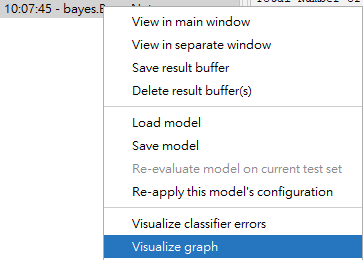 10:07:45 - bayes.
View in main window
View in separate window
Save result buffer
Delete result buffer(s)
Load model
Save model
Re-evaluate model on current test set
Re-apply this model's configuration
Visualize classifier errors
Visualize graph